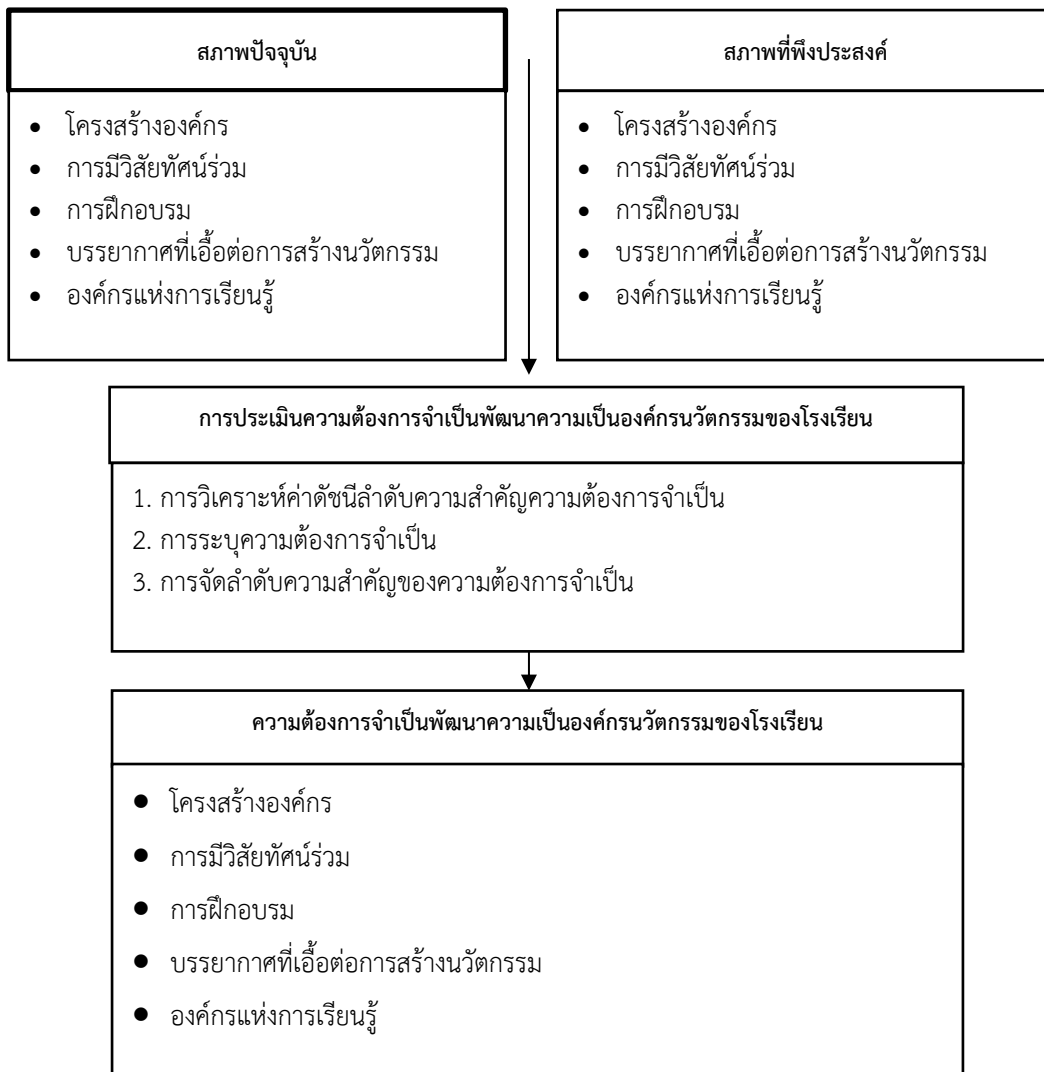 สภาพปัจจุบัน
• โครงสร้างองค์กร
• การมีวิสัยทัศน์ร่วม
• การฝึกอบรม
• บรรยากาศที่เอื้อต่อการสร้างนวัตกรรม
• องค์กรแห่งการเรียนรู้
สภาพที่พึงประสงค์
• โครงสร้างองค์กร
• การมีวิสัยทัศน์ร่วม
• การฝึกอบรม
• บรรยากาศที่เอื้อต่อการสร้างนวัตกรรม
• องค์กรแห่งการเรียนรู้
การประเมินความต้องการจำเป็นพัฒนาความเป็นองค์กรนวัตกรรมของโรงเรียน
1. การวิเคราะห์ค่าดัชนีลำดับความสำคัญความต้องการจำเป็น
2. การระบุความต้องการจำเป็น
3. การจัดลำดับความสำคัญของความต้องการจำเป็น
ความต้องการจำเป็นพัฒนาความเป็นองค์กรนวัตกรรมของโรงเรียน
• โครงสร้างองค์กร
• การมีวิสัยทัศน์ร่วม
• การฝึกอบรม
• บรรยากาศที่เอื้อต่อการสร้างนวัตกรรม
• องค์กรแห่งการเรียนรู้